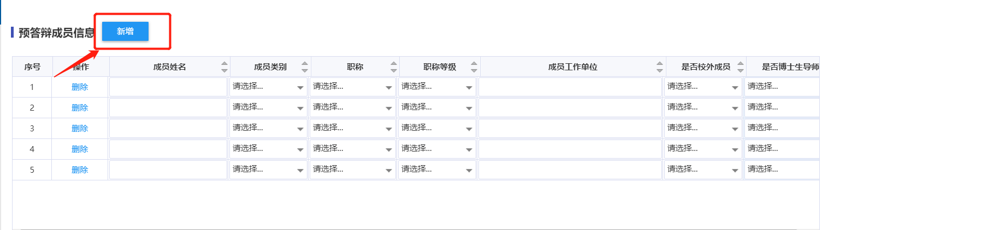 预答辩成员信息 新增
序号 操作 成员姓名 成员类别 职称 职称等级 成员工作单位 是否校外成员 是否博士生导师
1 删除 请选择... 请选择... 请选择... 请选择... 请选择...
2 删除 请选择... 请选择... 请选择... 请选择... 请选择...
3 删除 请选择... 请选择... 请选择... 请选择... 请选择...
4 删除 请选择... 请选择... 请选择... 请选择... 请选择...
5 删除 请选择... 请选择... 请选择... 请选择... 请选择...